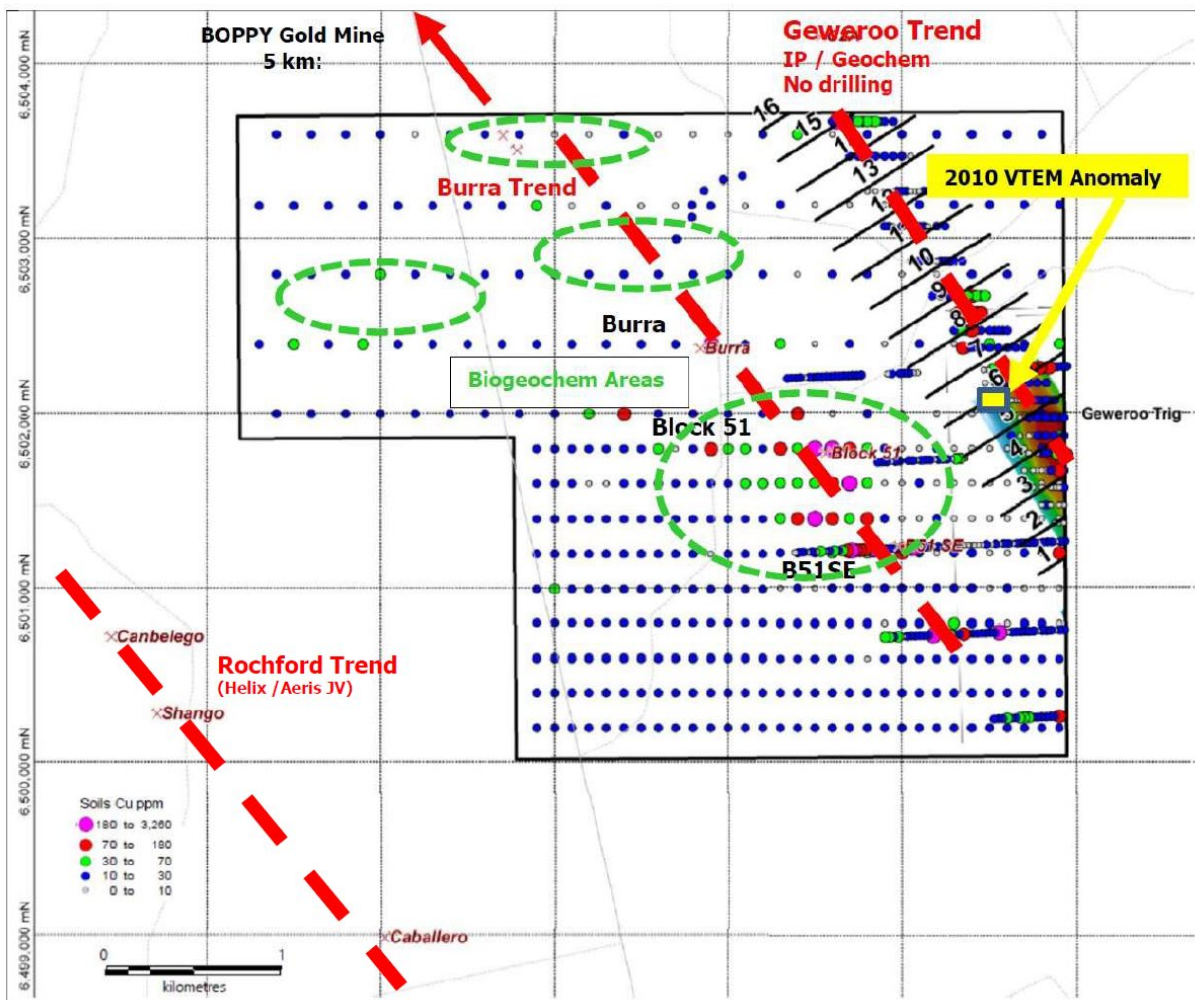 BOPPY Gold Mine
5 km:
Geweroo Trend
IP / Geochem
No drilling
16
15
13
2010 VTEM Anomaly
Burra Trend
10
9
8
7
6
5
4
3
2
1
Burra
Burra
Biogeochem Areas
Geweroo Trig
Block 51
Block 51
B51SE
B51SE
Canbelego
Rochford Trend
(Helix /Aeris JV)
Shango
Caballero
6,504,000 mN
6,503,000 mN
6,502,000 mN
6,501,000 mN
6,500,000 mN
6,499,000 mN
Soils Cu ppm
180 to 3,260
70 to 180
30 to 70
10 to 30
0 to 10
0 1
kilometres